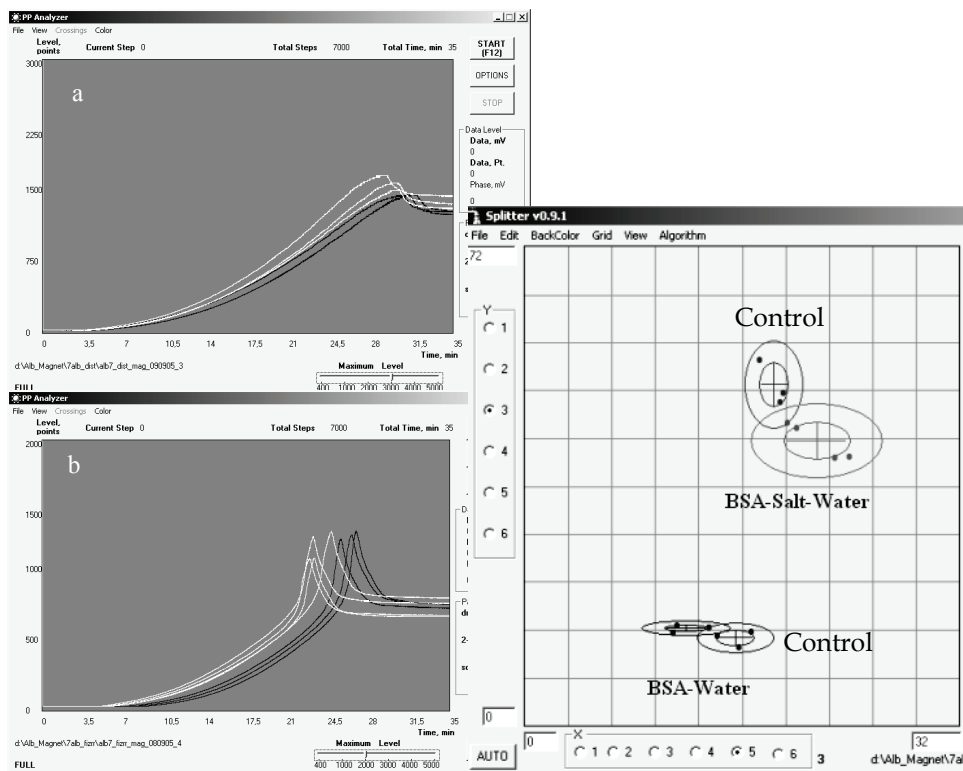 PP Analyzer
File View Crossings Color
Level, points Current Step 0 Total Steps 7000 Total Time, min 35
START (F12)
OPTIONS
STOP
3000
2250
1500
750
0
a
Data Level
Data, mV
0
Data, Pt.
0
Phase, mV
0
0 3,5 7 10,5 14 17,5 21 24,5 28 31,5 35
Time, min
d:\Alb_Magnet\7alb_dist\alb7_dist_mag_090905_3
Maximum Level
400 1000 2000 3000 4000 5000
FULL
PP Analyzer
File View Crossings Color
Level, points Current Step 0 Total Steps 7000 Total Time, min 35
2000
1500
1000
500
0
b
0 3,5 7 10,5 14 17,5 21 24,5 28 31,5 35
Time, min
d:\Alb_Magnet\7alb_fizr\alb7_fizr_mag_080905_4
Maximum Level
400 1000 2000 3000 4000 5000
FULL
Splitter v0.9.1
File Edit BackColor Grid View Algorithm
72
Y
1
2
3
4
5
6
Control
BSA-Salt-Water
Control
BSA-Water
0
AUTO
0
X
1 2 3 4 5 6
3
32
d:\Alb_Magnet\7al